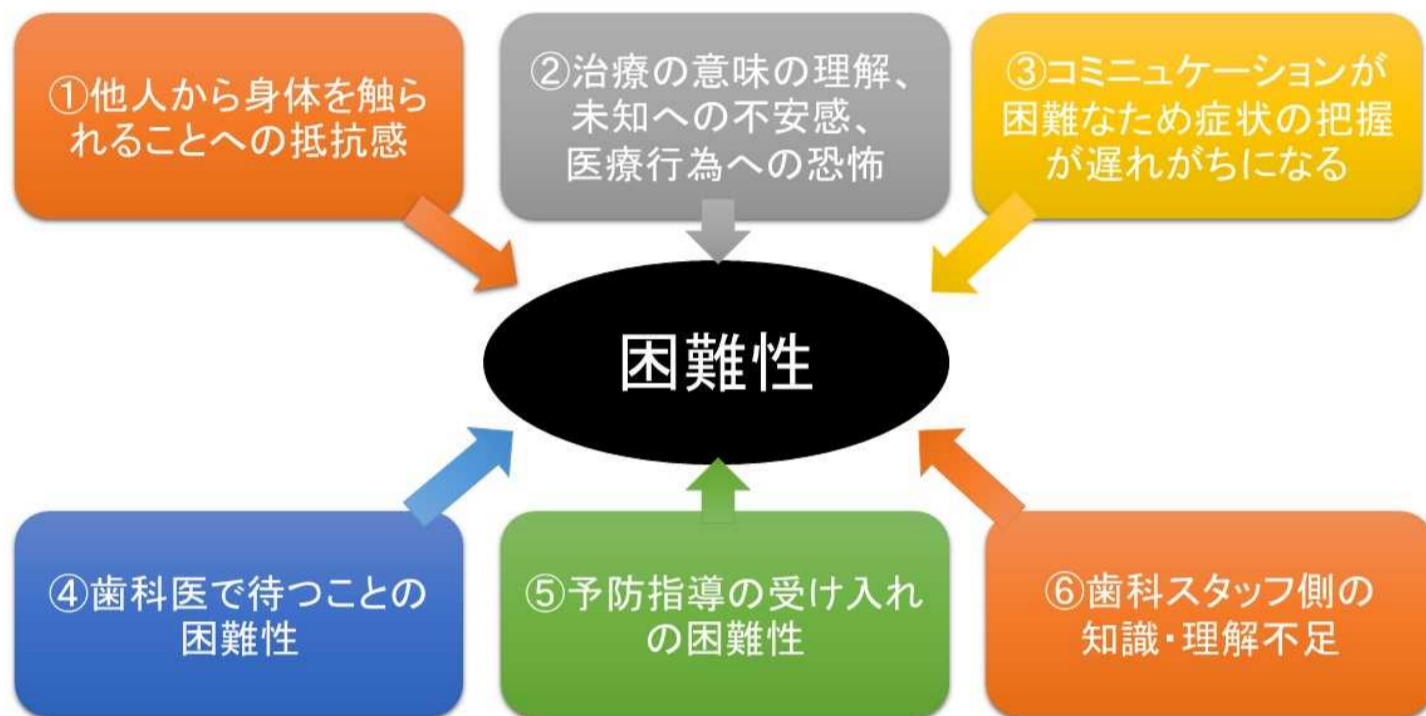 ①他人から身体を触ら
れることへの抵抗感
②治療の意味の理解、
未知への不安感、
医療行為への恐怖
③コミニュケーションが
困難なため症状の把握
が遅れがちになる
困難性
④歯科医で待つことの
困難性
⑤予防指導の受け入れ
の困難性
⑥歯科スタッフ側の
知識・理解不足